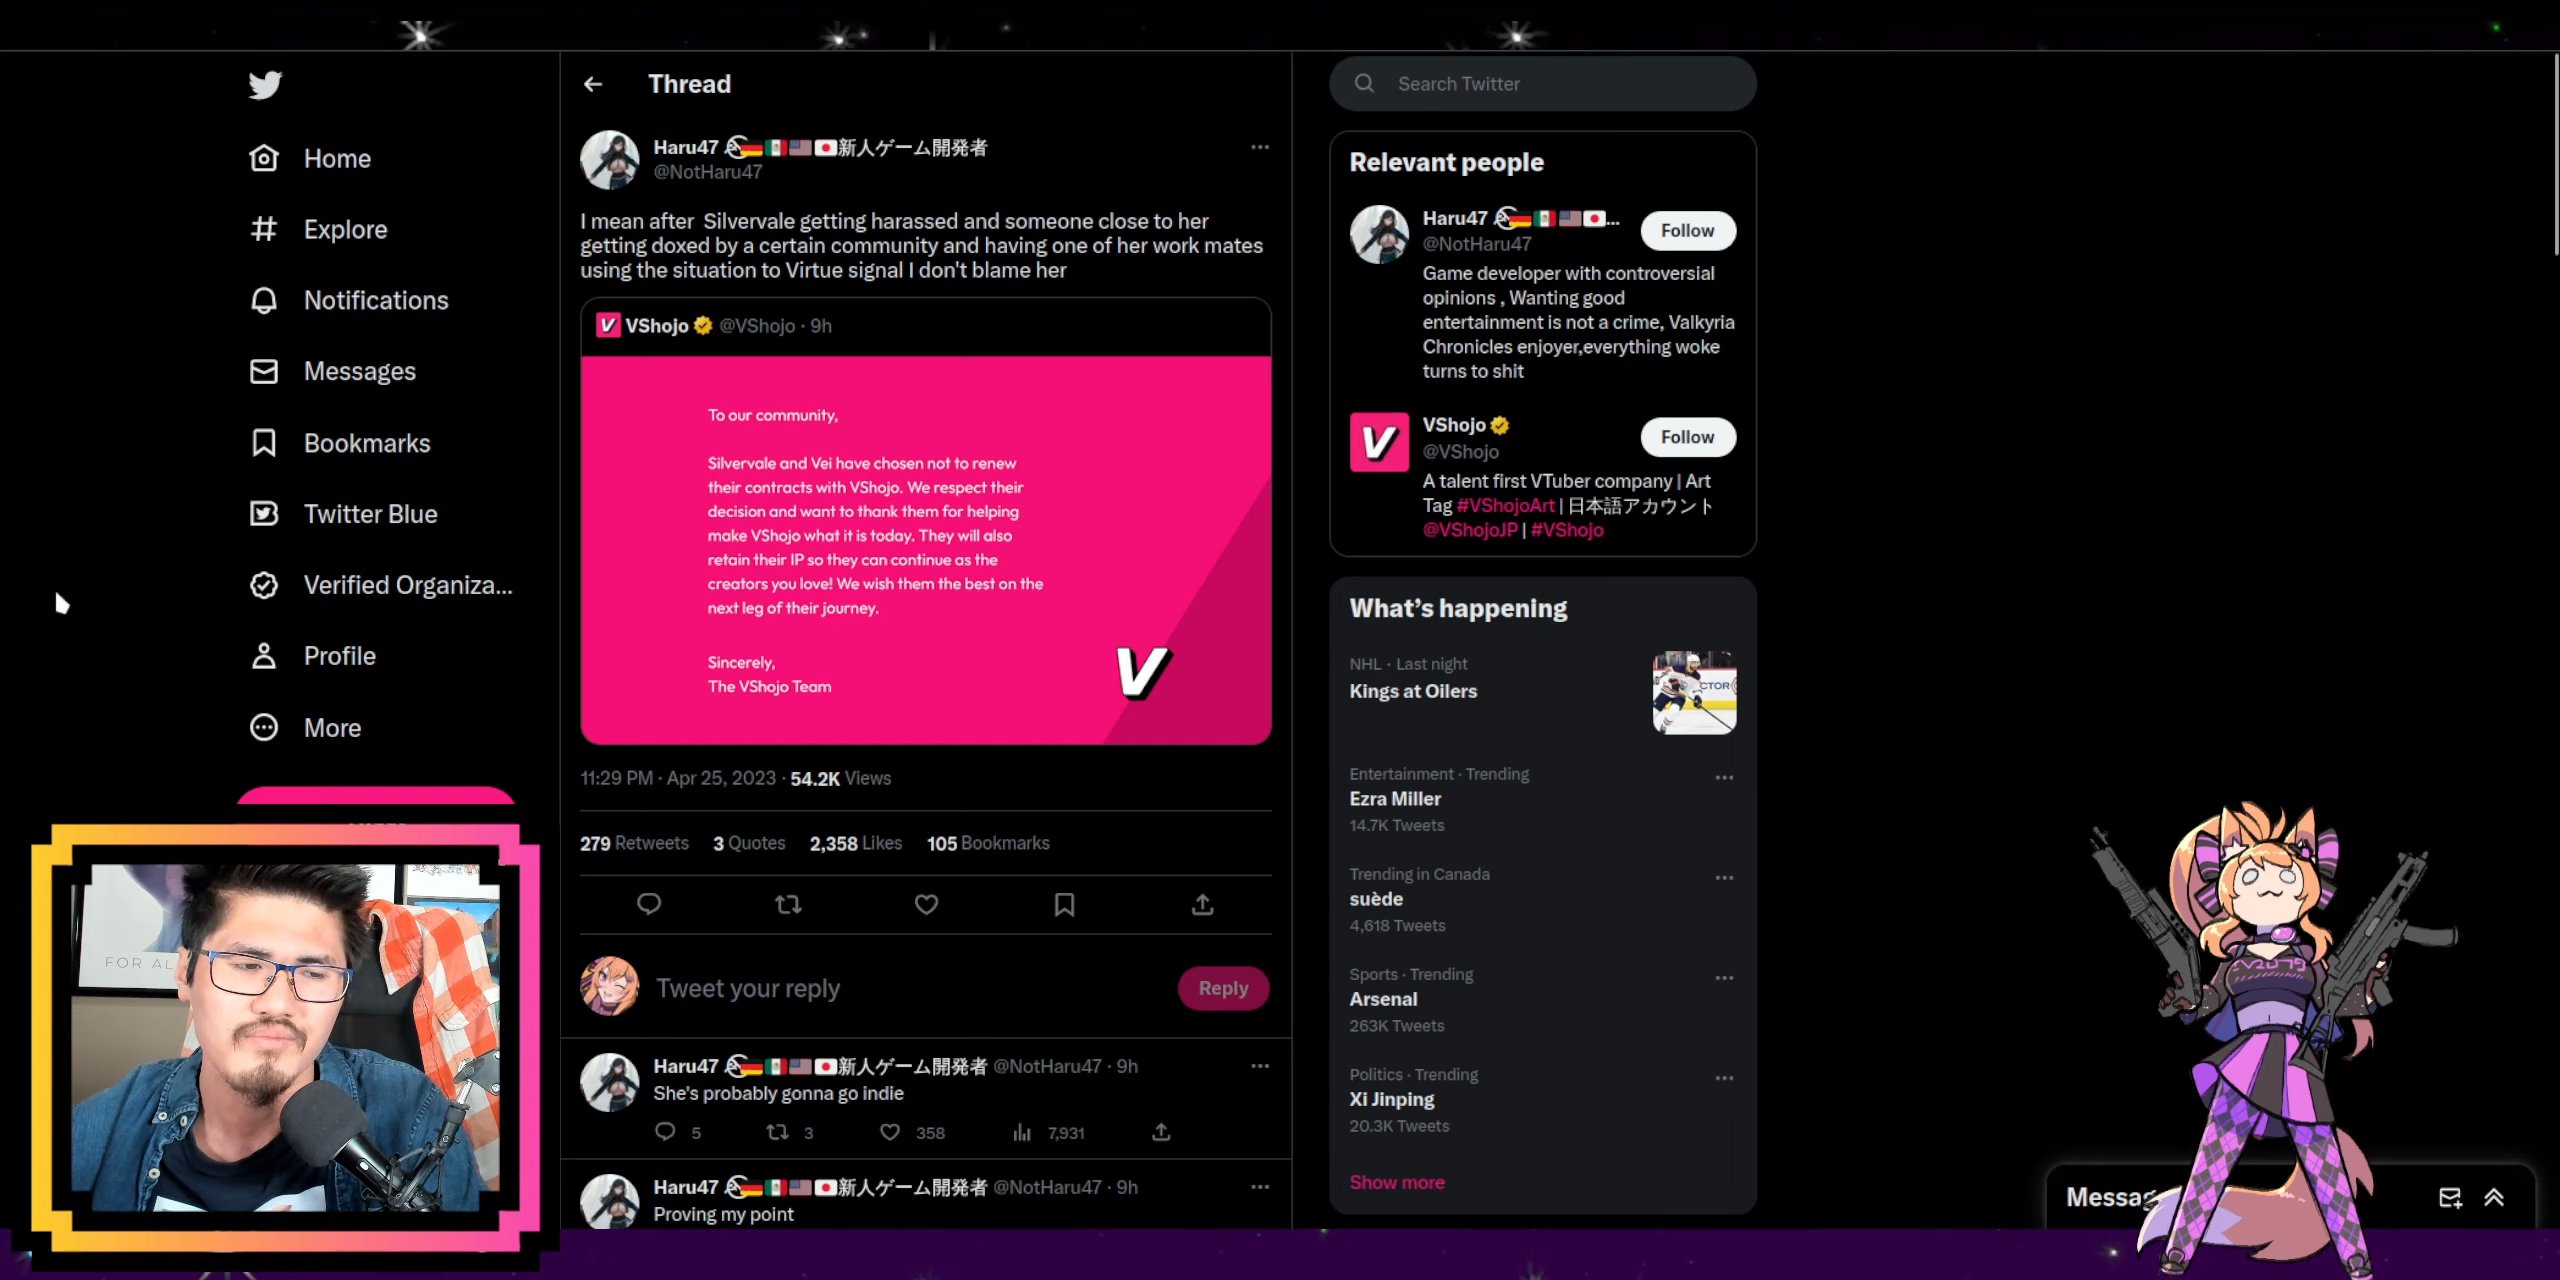 Home
Explore
Notifications
Messages
Bookmarks
Twitter Blue
Verified Organiza...
Profile
More
FOR AL
Thread
Haru47 新人ゲーム開発者
@NotHaru47
I mean after Silvervale getting harassed and someone close to her
getting doxed by a certain community and having one of her work mates
using the situation to Virtue signal I don't blame her
V VShojo @VShojo · 9h
To our community,
Silvervale and Vei have chosen not to renew
their contracts with VShojo. We respect their
decision and want to thank them for helping
make VShojo what it is today. They will also
retain their IP so they can continue as the
creators you love! We wish them the best on the
next leg of their journey.
Sincerely,
The VShojo Team
V
11:29 PM · Apr 25, 2023 · 54.2K Views
279 Retweets 3 Quotes 2,358 Likes 105 Bookmarks
Tweet your reply
Reply
Haru47 新人ゲーム開発者 @NotHaru47 · 9h
She's probably gonna go indie
5 3 358 7,931
Haru47 新人ゲーム開発者 @NotHaru47 · 9h
Proving my point
Search Twitter
Relevant people
Haru47 ...
@NotHaru47
Follow
Game developer with controversial
opinions , Wanting good
entertainment is not a crime, Valkyria
Chronicles enjoyer,everything woke
turns to shit
V
VShojo
@VShojo
Follow
A talent first VTuber company | Art
Tag #VShojoArt | 日本語アカウント
@VShojoJP | #VShojo
What's happening
NHL · Last night
Kings at Oilers
Entertainment · Trending
Ezra Miller
14.7K Tweets
Trending in Canada
suède
4,618 Tweets
Sports · Trending
Arsenal
263K Tweets
Politics · Trending
Xi Jinping
20.3K Tweets
Show more
Messag